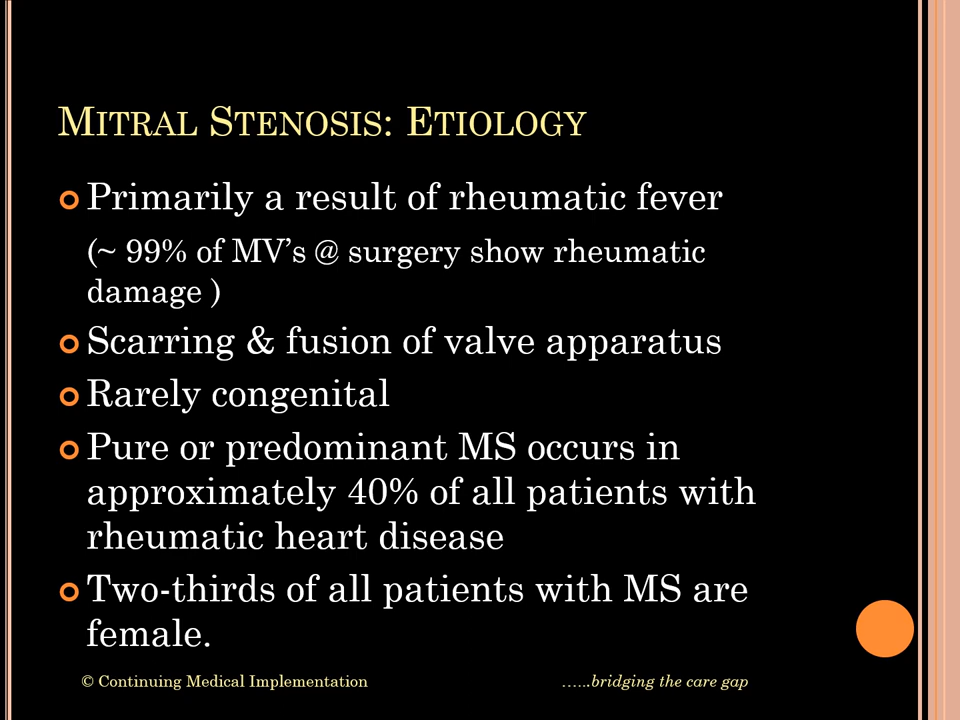 MITRAL STENOSIS: ETIOLOGY
Primarily a result of rheumatic fever
(~ 99% of MV’s @ surgery show rheumatic
damage )
Scarring & fusion of valve apparatus
Rarely congenital
Pure or predominant MS occurs in
approximately 40% of all patients with
rheumatic heart disease
Two-thirds of all patients with MS are
female.
© Continuing Medical Implementation …...bridging the care gap